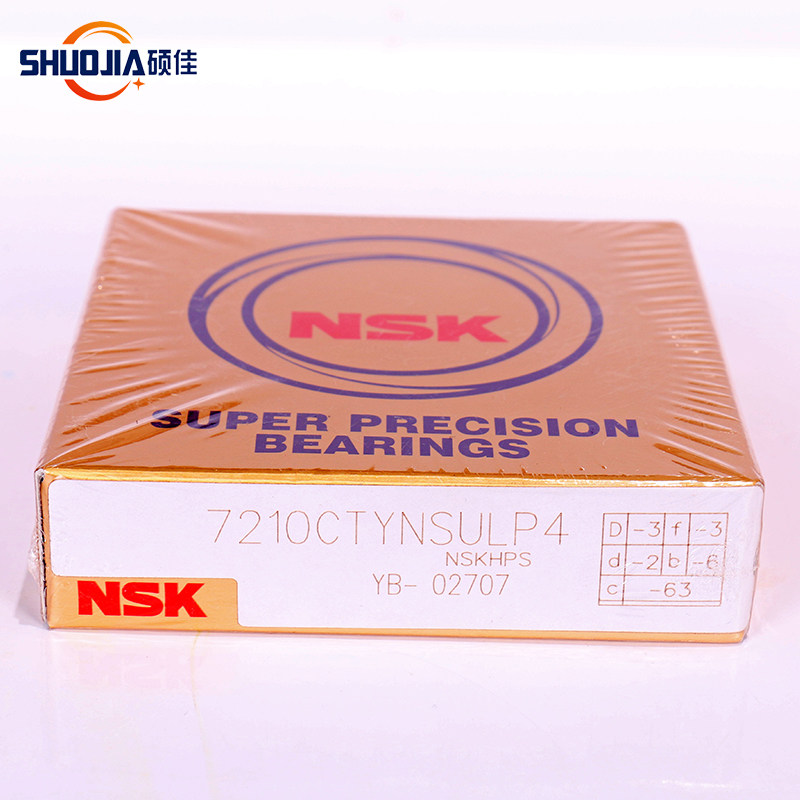 SHUOJIA硕佳
NSK
SUPER PRECISION
BEARINGS
7210CTYNSULP4
NSKHPS
YB- 02707
D -3 f -3
d -2 b -6
c -63
NSK